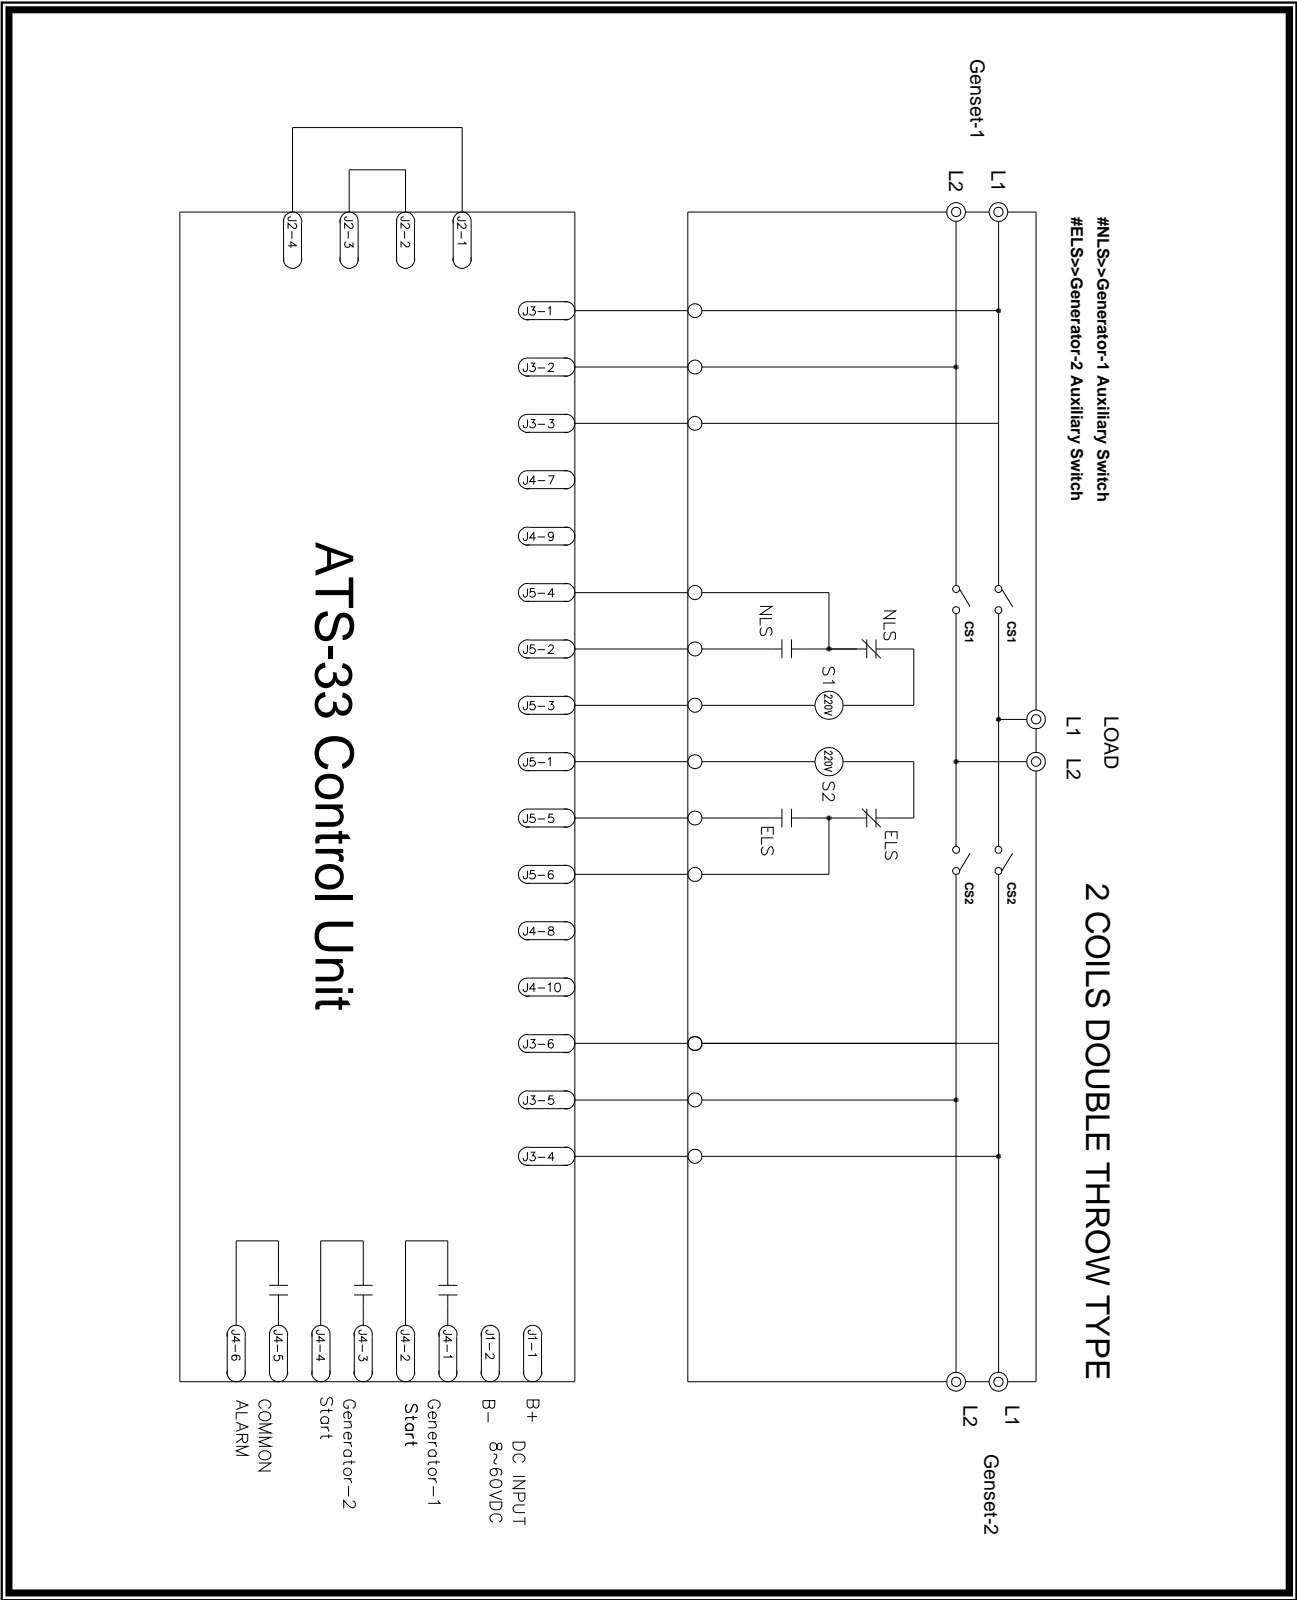 2 COILS DOUBLE THROW TYPE
#NLS>>Generator-1 Auxiliary Switch
#ELS>>Generator-2 Auxiliary Switch
LOAD
L1 L2
Genset-1
L1
L2
CS1
CS1
CS2
CS2
L1
L2
Genset-2
NLS
NLS
S1
220V
220V
S2
ELS
ELS
J3-1
J3-2
J3-3
J4-7
J4-9
J5-4
J5-2
J5-3
J5-1
J5-5
J5-6
J4-8
J4-10
J3-6
J3-5
J3-4
J2-1
J2-2
J2-3
J2-4
ATS-33 Control Unit
J1-1
B+ DC INPUT
J1-2
B- 8~60VDC
J4-1
Generator-1
J4-2
Start
J4-3
Generator-2
J4-4
Start
J4-5
COMMON
J4-6
ALARM